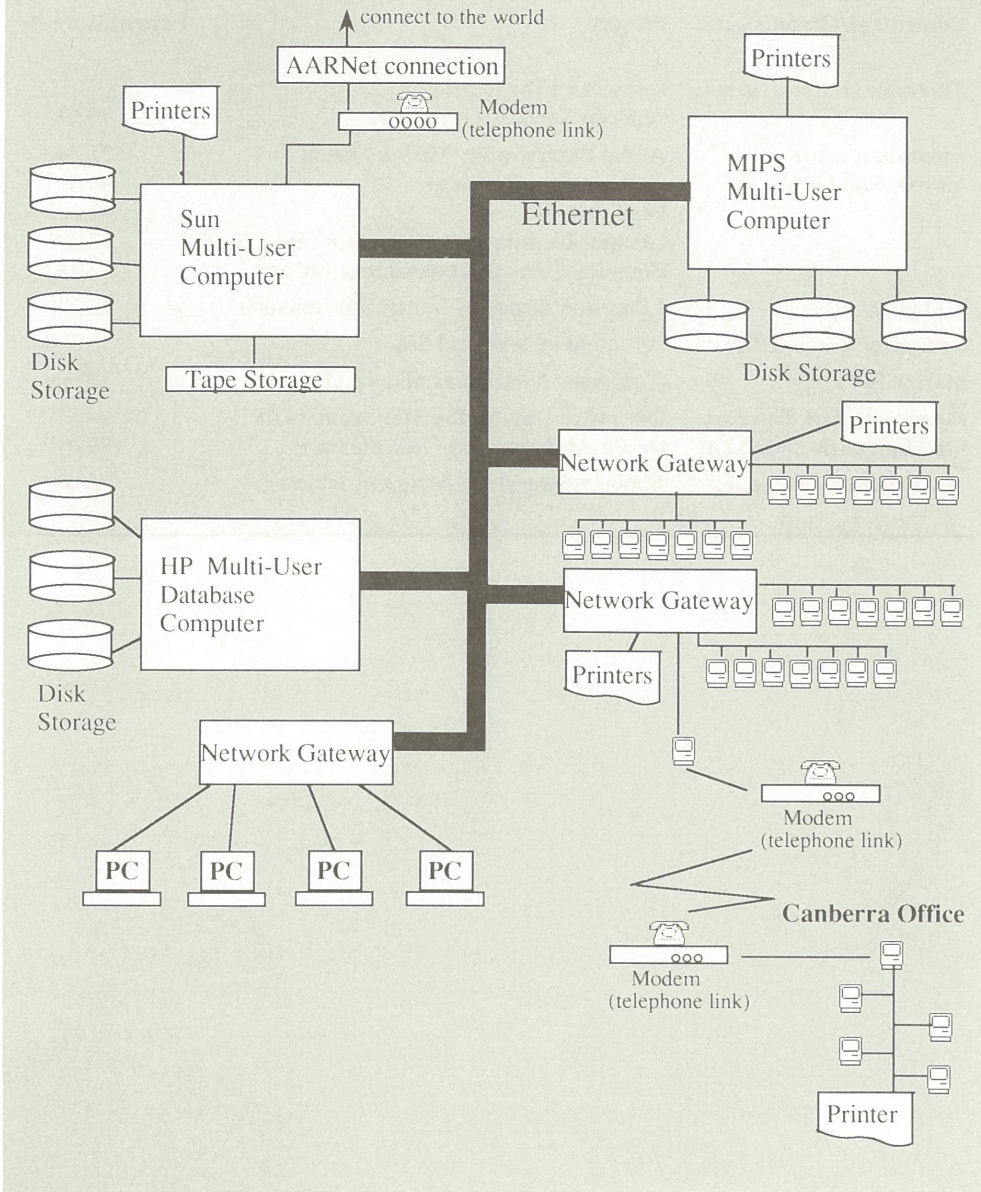 connect to the world
AARNet connection
Printers
Modem
(telephone link)
Printers
Sun
Multi-User
Computer
Ethernet
MIPS
Multi-User
Computer
Disk
Storage
Tape Storage
Disk Storage
Printers
Network Gateway
HP Multi-User
Database
Computer
Network Gateway
Printers
Disk
Storage
Network Gateway
Modem
(telephone link)
PC
PC
PC
PC
Canberra Office
Modem
(telephone link)
Printer